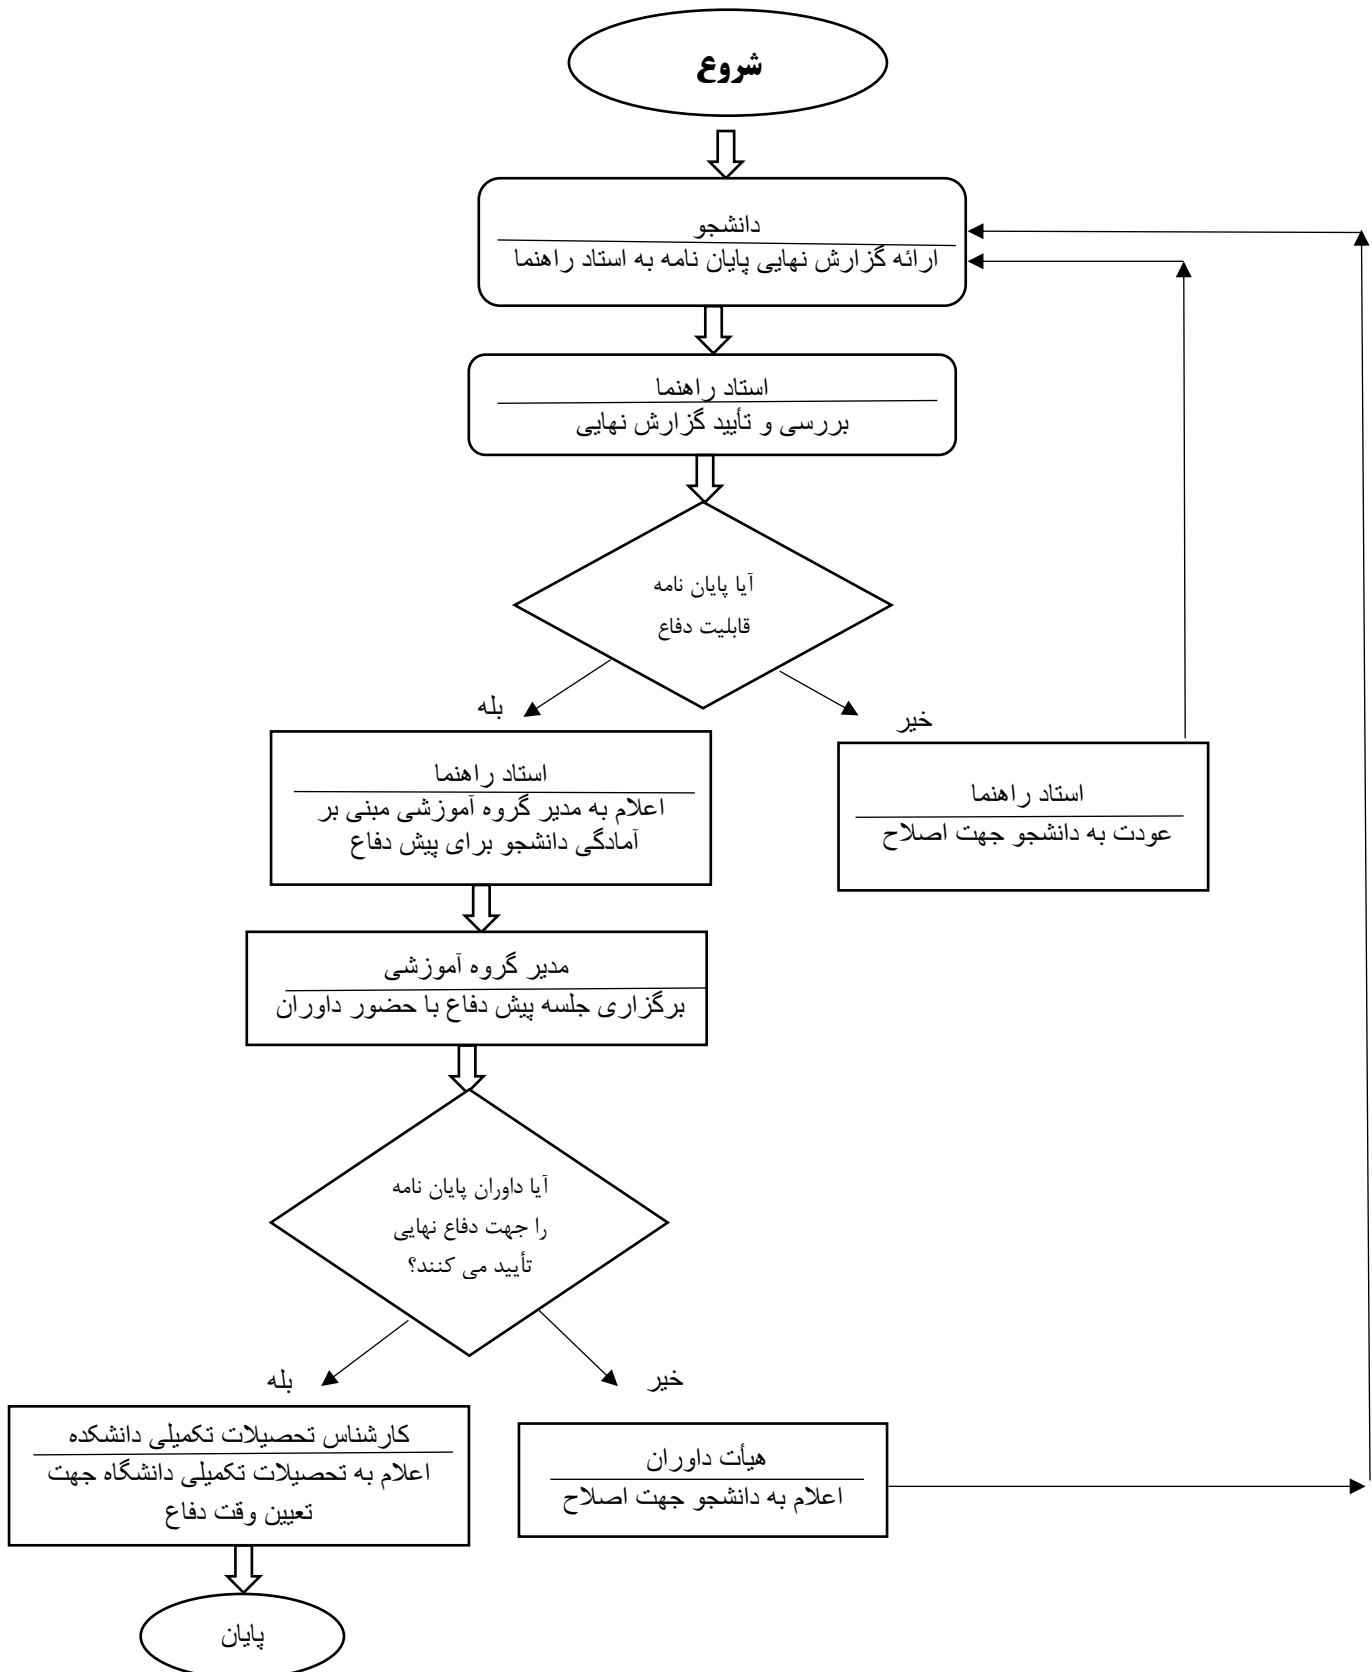 شروع
دانشجو
ارائه گزارش نهایی پایان نامه به استاد راهنما
استاد راهنما
بررسی و تأیید گزارش نهایی
آیا پایان نامه
قابلیت دفاع
بله
خیر
استاد راهنما
اعلام به مدیر گروه آموزشی مبنی بر
آمادگی دانشجو برای پیش دفاع
استاد راهنما
عودت به دانشجو جهت اصلاح
مدیر گروه آموزشی
برگزاری جلسه پیش دفاع با حضور داوران
آیا داوران پایان نامه
را جهت دفاع نهایی
تأیید می کنند؟
بله
خیر
کارشناس تحصیلات تکمیلی دانشکده
اعلام به تحصیلات تکمیلی دانشگاه جهت
تعیین وقت دفاع
هیأت داوران
اعلام به دانشجو جهت اصلاح
پایان